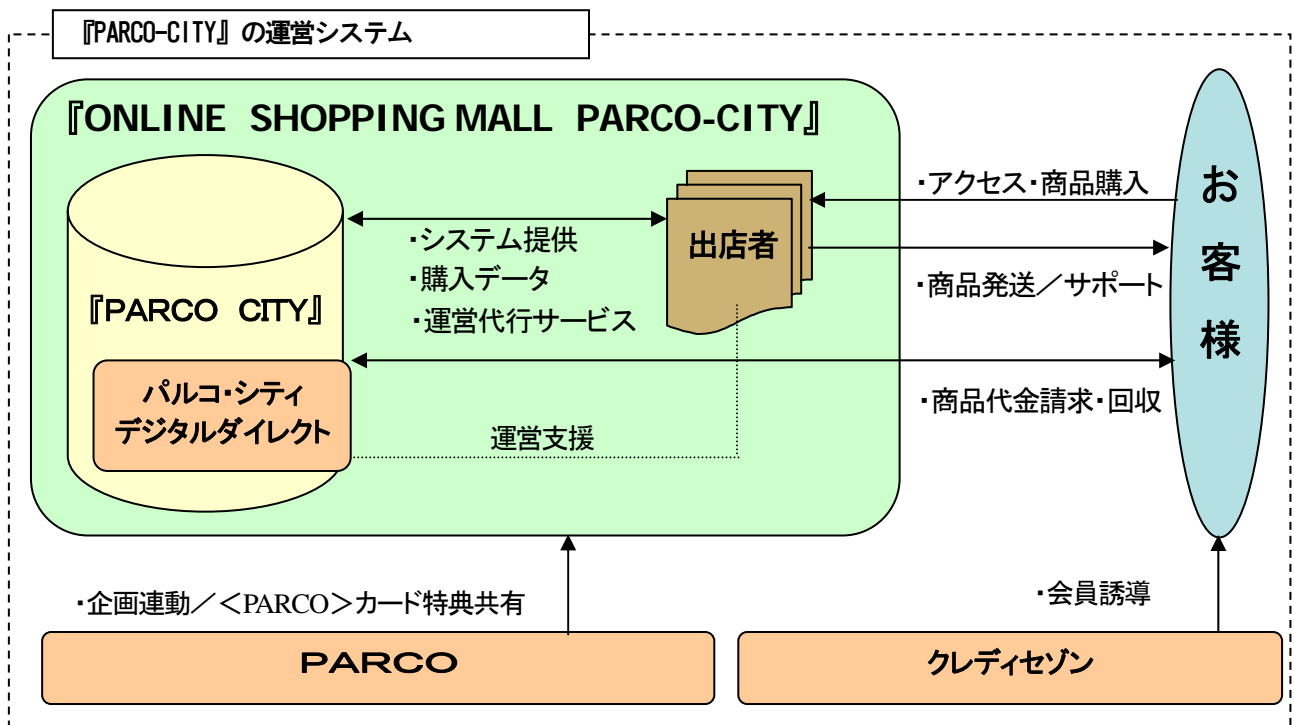 『PARCO-CITY』の運営システム
『ONLINE SHOPPING MALL PARCO-CITY』
『PARCO CITY』
パルコ・シティ
デジタルダイレクト
・システム提供
・購入データ
・運営代行サービス
出店者
運営支援
・アクセス・商品購入
・商品発送／サポート
・商品代金請求・回収
お客様
・企画連動／＜PARCO＞カード特典共有
・会員誘導
PARCO
クレディセゾン